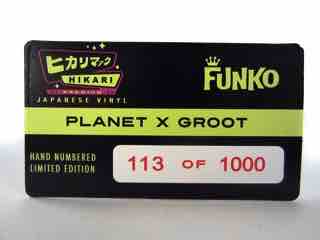 ヒカリマック
HIKARI
PREMIUM
JAPANESE VINYL
FUNKO
PLANET X GROOT
HAND NUMBERED
LIMITED EDITION
113 OF 1000